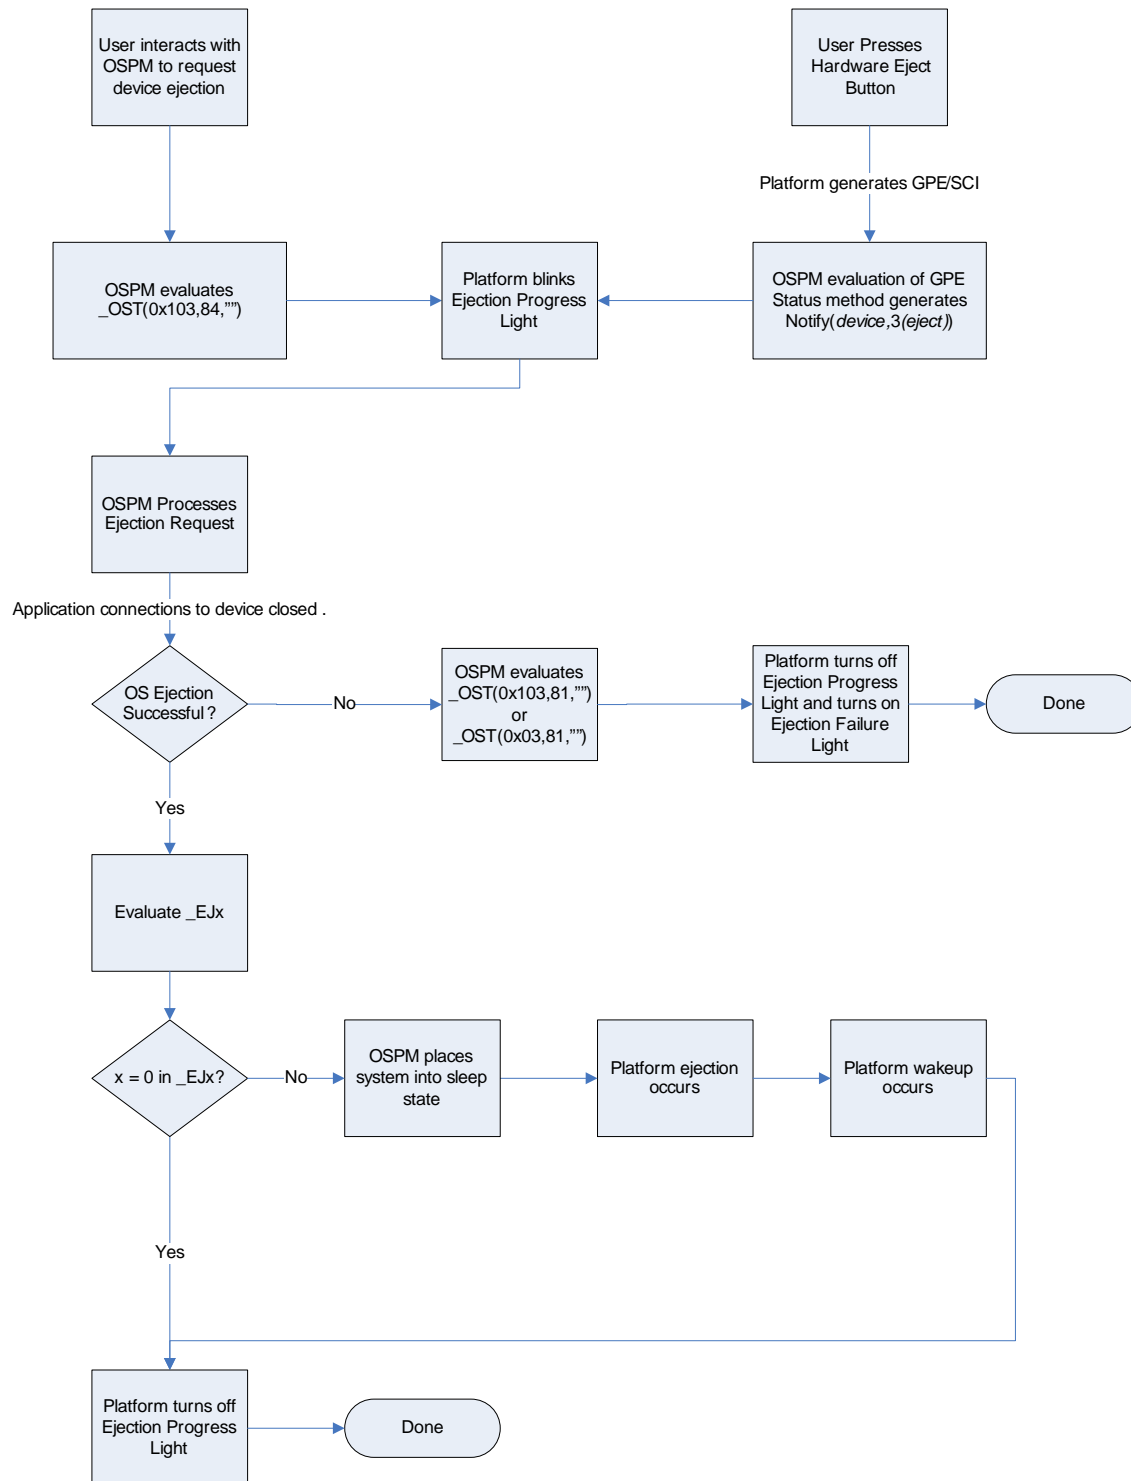 User interacts with
OSPM to request
device ejection
User Presses
Hardware Eject
Button
Platform generates GPE/SCI
OSPM evaluates
_OST(0x103,84,””)
Platform blinks
Ejection Progress
Light
OSPM evaluation of GPE
Status method generates
Notify(device,3(eject))
OSPM Processes
Ejection Request
Application connections to device closed .
OS Ejection
Successful ?
No
OSPM evaluates
_OST(0x103,81,””)
or
_OST(0x03,81,””)
Platform turns off
Ejection Progress
Light and turns on
Ejection Failure
Light
Done
Yes
Evaluate _EJx
x = 0 in _EJx?
No
OSPM places
system into sleep
state
Platform ejection
occurs
Platform wakeup
occurs
Yes
Platform turns off
Ejection Progress
Light
Done